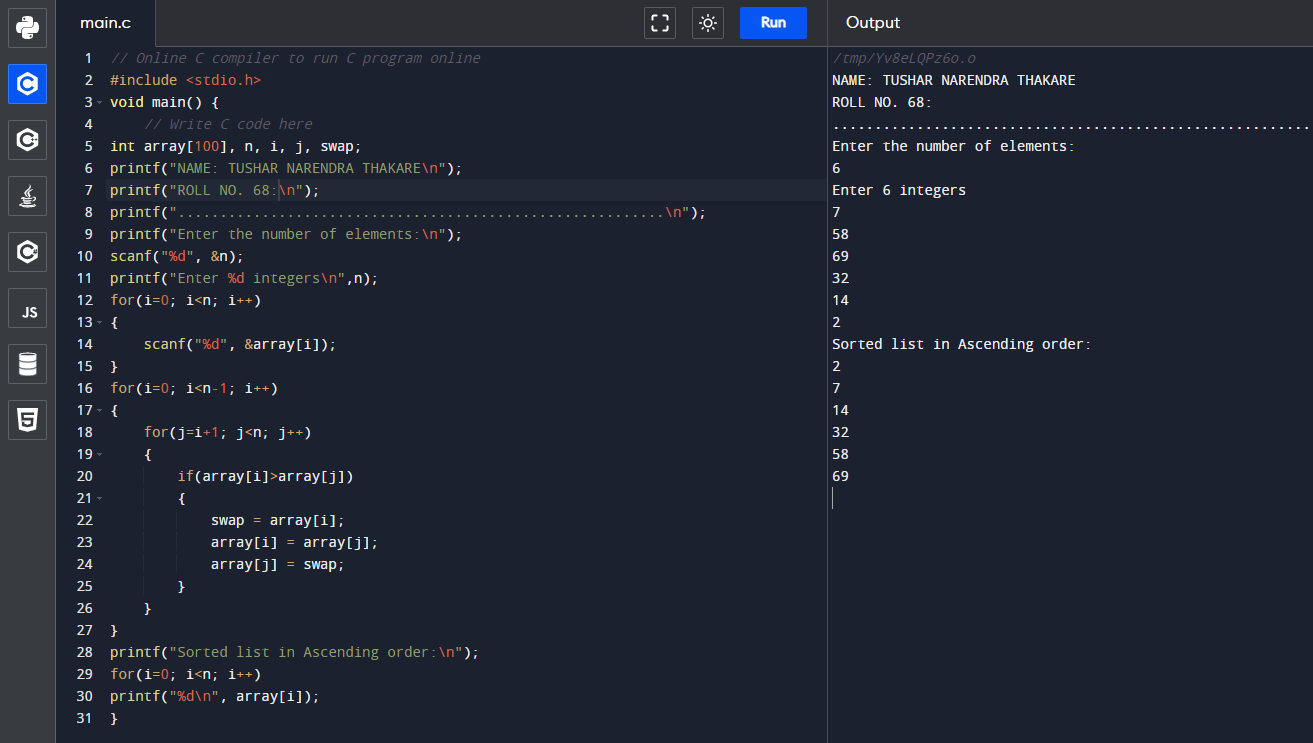 main.c
Run
Output
1 // Online C compiler to run C program online
2 #include <stdio.h>
3 void main() {
4     // Write C code here
5 int array[100], n, i, j, swap;
6 printf("NAME: TUSHAR NARENDRA THAKARE\n");
7 printf("ROLL NO. 68:\n");
8 printf("..........................................................\n");
9 printf("Enter the number of elements:\n");
10 scanf("%d", &n);
11 printf("Enter %d integers\n",n);
12 for(i=0; i<n; i++)
13 {
14     scanf("%d", &array[i]);
15 }
16 for(i=0; i<n-1; i++)
17 {
18     for(j=i+1; j<n; j++)
19     {
20         if(array[i]>array[j])
21         {
22             swap = array[i];
23             array[i] = array[j];
24             array[j] = swap;
25         }
26     }
27 }
28 printf("Sorted list in Ascending order:\n");
29 for(i=0; i<n; i++)
30 printf("%d\n", array[i]);
31 }
/tmp/Yv8eLQPz6o.o
NAME: TUSHAR NARENDRA THAKARE
ROLL NO. 68:
.........................................................
Enter the number of elements:
6
Enter 6 integers
7
58
69
32
14
2
Sorted list in Ascending order:
2
7
14
32
58
69
JS